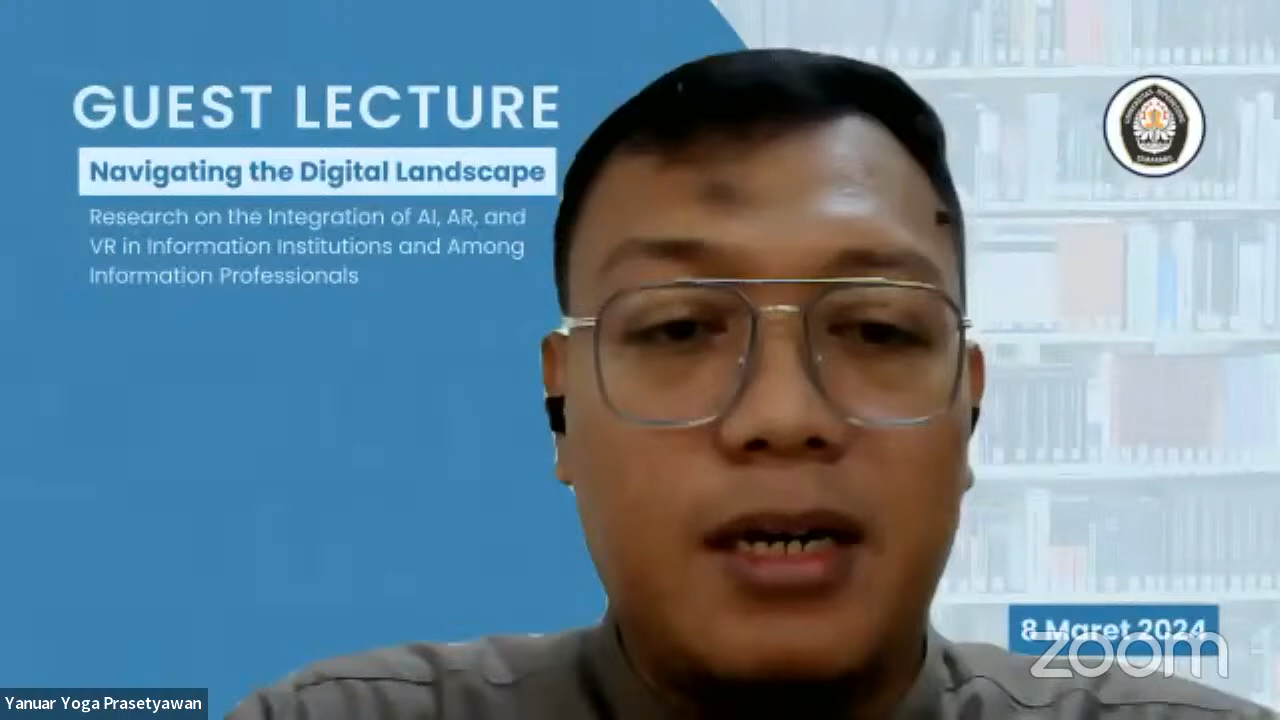 GUEST LECTURE
Navigating the Digital Landscape
Research on the Integration of AI, AR, and
VR in Information Institutions and Among
Information Professionals
8 Maret 2024
zoom
Yanuar Yoga Prasetyawan